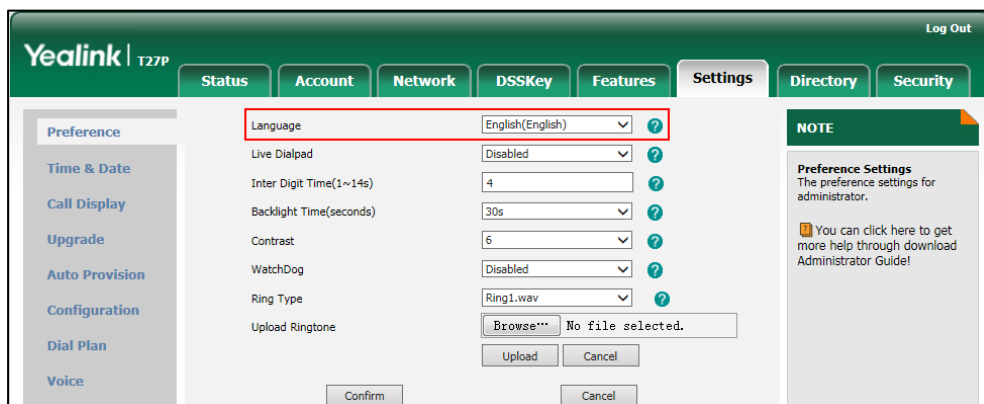 Log Out
Yealink | T27P
Status Account Network DSSKey Features Settings Directory Security
Preference
Time & Date
Call Display
Upgrade
Auto Provision
Configuration
Dial Plan
Voice
Language English(English) ?
Live Dialpad Disabled ?
Inter Digit Time(1~14s) 4 ?
Backlight Time(seconds) 30s ?
Contrast 6 ?
WatchDog Disabled ?
Ring Type Ring1.wav ?
Upload Ringtone Browse… No file selected.
Upload Cancel
Confirm Cancel
NOTE
Preference Settings
The preference settings for
administrator.
? You can click here to get
more help through download
Administrator Guide!